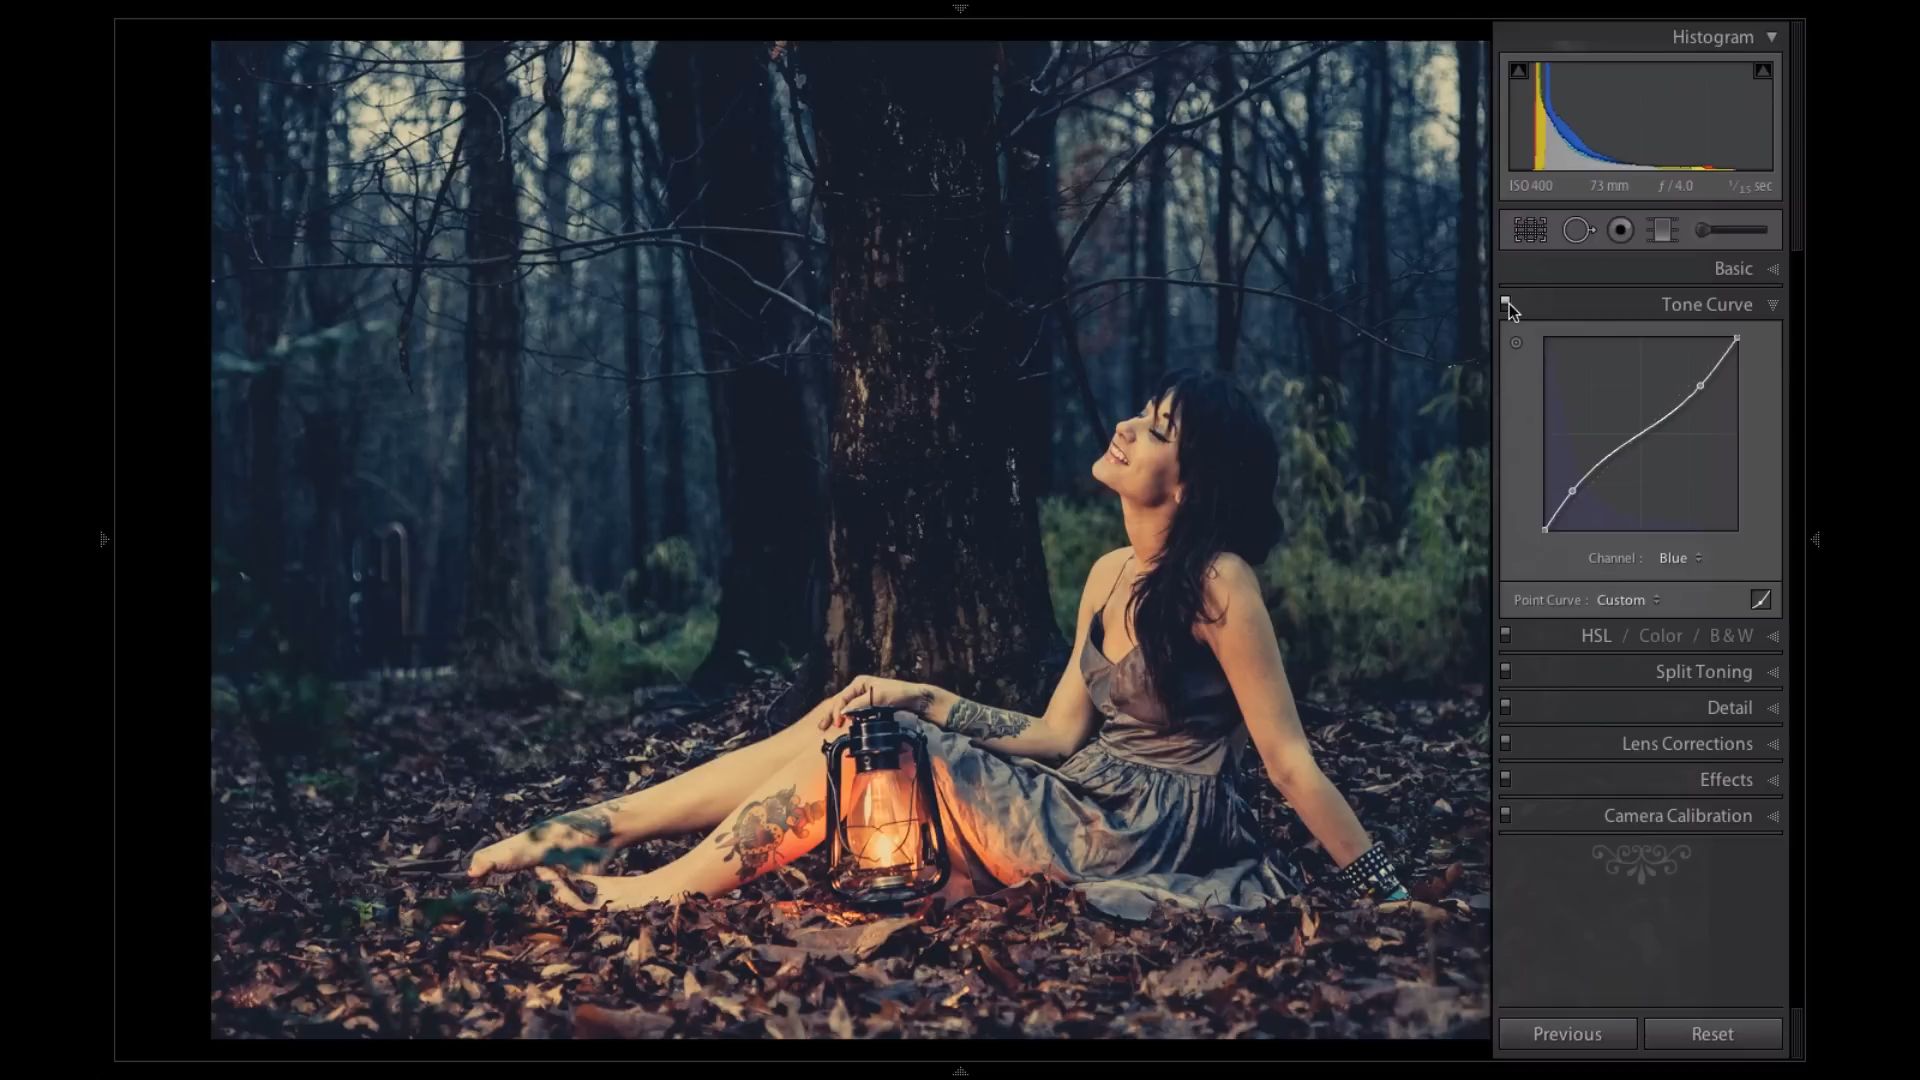 Histogram
ISO 400 73 mm ƒ / 4.0 1/15 sec
Basic
Tone Curve
Channel : Blue
Point Curve : Custom
HSL / Color / B & W
Split Toning
Detail
Lens Corrections
Effects
Camera Calibration
Previous Reset